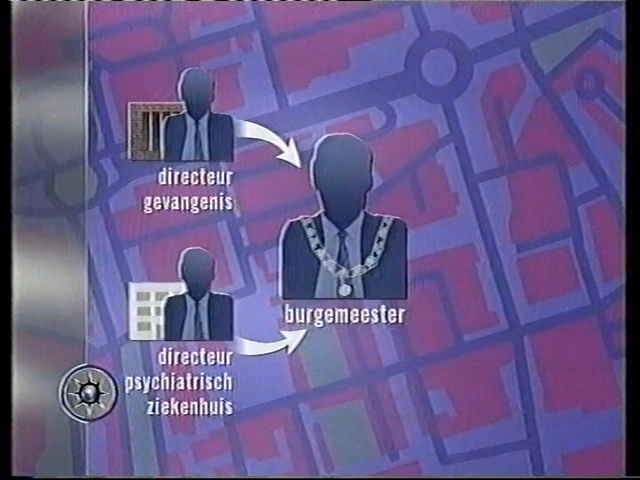 directeur
gevangenis
burgemeester
directeur
psychiatrisch
ziekenhuis